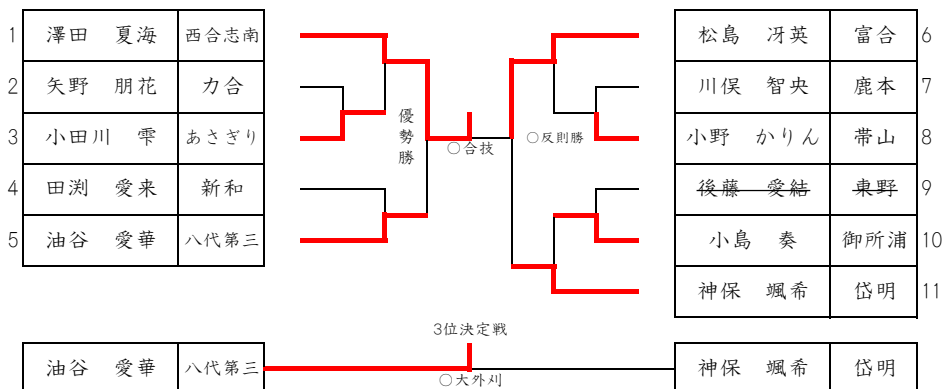 1 澤田 夏海 西合志南
2 矢野 朋花 力合
3 小田川 雫 あさぎり
4 田渕 愛来 新和
5 油谷 愛華 八代第三
優勢勝
○合技
○反則勝
松島 冴英 富合 6
川俣 智央 鹿本 7
小野 かりん 帯山 8
後藤 愛結 東野 9
小島 奏 御所浦 10
神保 颯希 岱明 11
3位決定戦
油谷 愛華 八代第三
○大外刈
神保 颯希 岱明